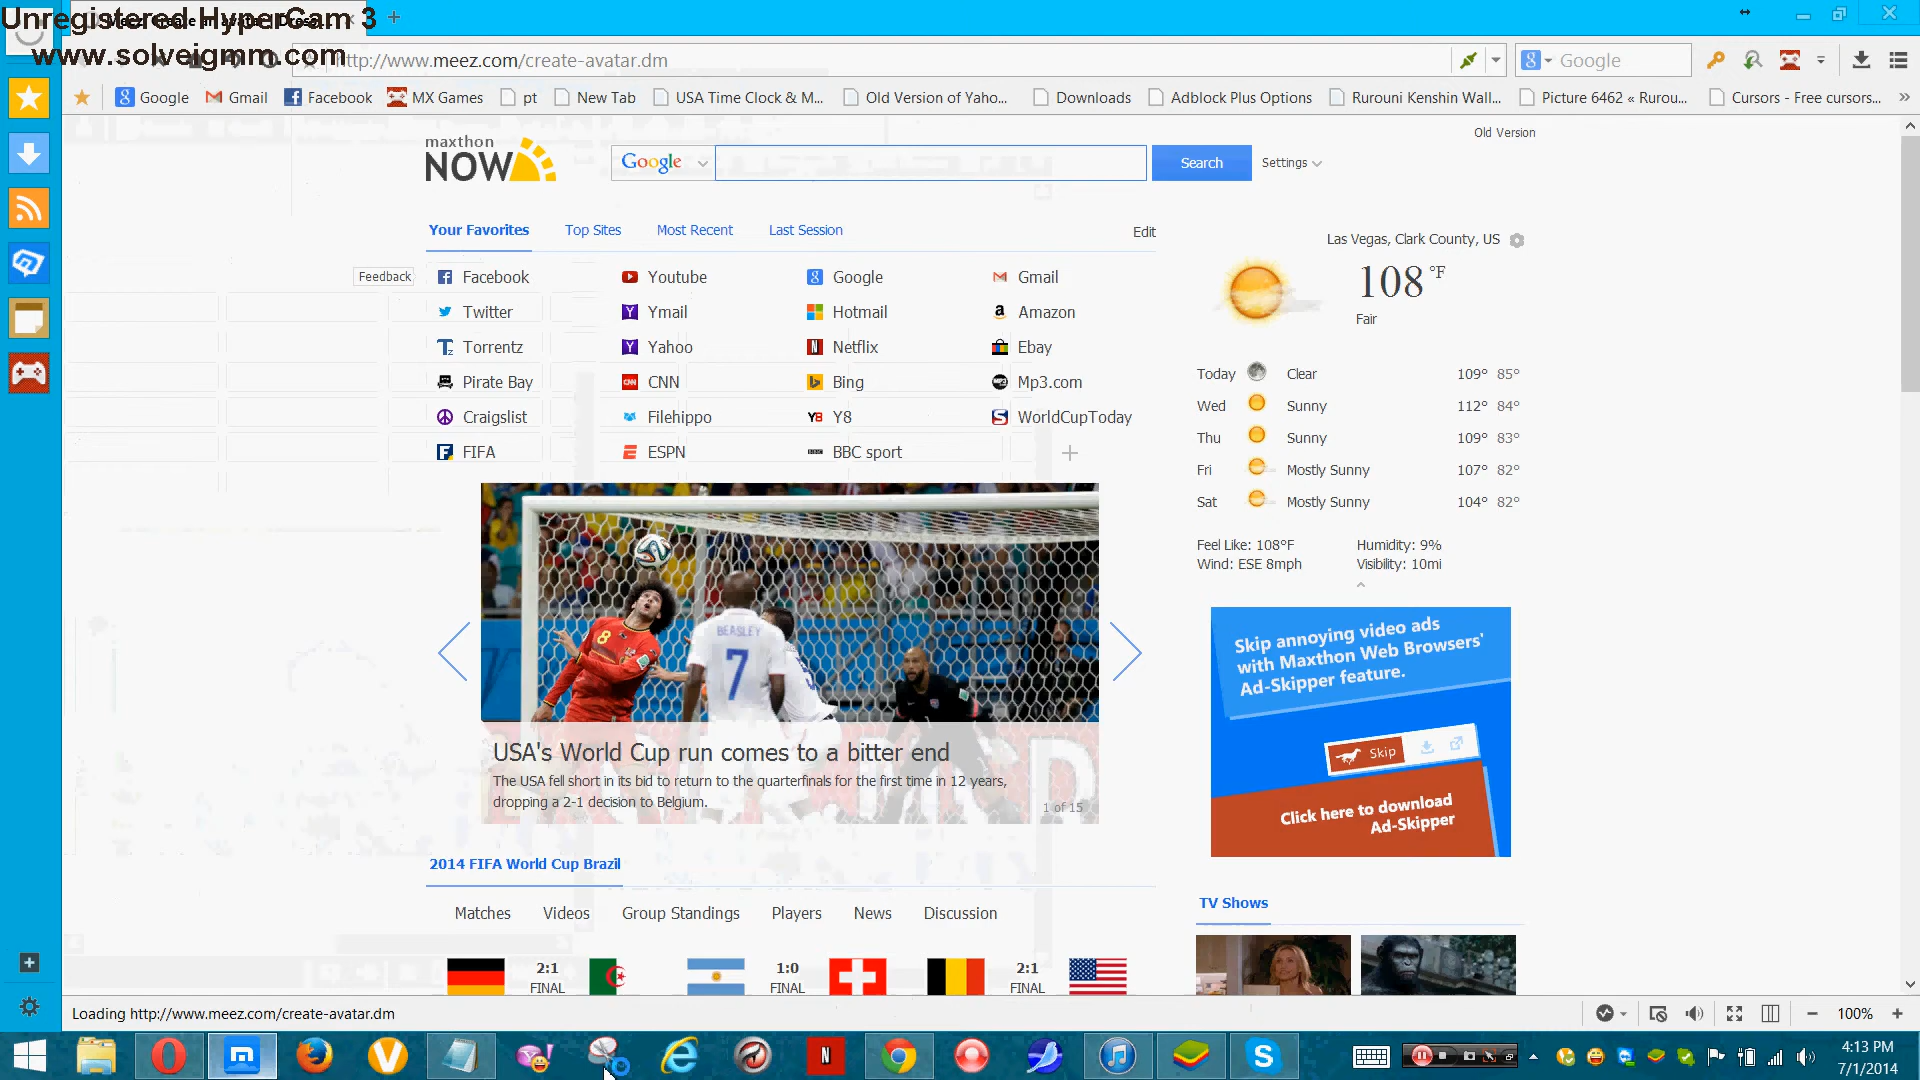 Unregistered HyperCam 3
www.solveigmm.com
http://www.meez.com/create-avatar.dm
Google
Google
Gmail
Facebook
MX Games
pt
New Tab
USA Time Clock & M...
Old Version of Yaho...
Downloads
Adblock Plus Options
Rurouni Kenshin Wall...
Picture 6462 « Rurou...
Cursors - Free cursors...
Old Version
maxthon
NOW
Google
Search
Settings
Your Favorites
Top Sites
Most Recent
Last Session
Edit
Feedback
Facebook
Youtube
Google
Gmail
Twitter
Ymail
Hotmail
Amazon
Torrentz
Yahoo
Netflix
Ebay
Pirate Bay
CNN
Bing
Mp3.com
Craigslist
Filehippo
Y8
WorldCupToday
FIFA
ESPN
BBC sport
Las Vegas, Clark County, US
108 °F
Fair
Today Clear 109° 85°
Wed Sunny 112° 84°
Thu Sunny 109° 83°
Fri Mostly Sunny 107° 82°
Sat Mostly Sunny 104° 82°
Feel Like: 108°F Humidity: 9%
Wind: ESE 8mph Visibility: 10mi
BEASLEY
7
8
USA's World Cup run comes to a bitter end
The USA fell short in its bid to return to the quarterfinals for the first time in 12 years,
dropping a 2-1 decision to Belgium.
1 of 15
Skip annoying video ads
with Maxthon Web Browsers'
Ad-Skipper feature.
Skip
Click here to download
Ad-Skipper
2014 FIFA World Cup Brazil
Matches
Videos
Group Standings
Players
News
Discussion
2:1
FINAL
1:0
FINAL
2:1
FINAL
TV Shows
Loading http://www.meez.com/create-avatar.dm
100%
4:13 PM
7/1/2014